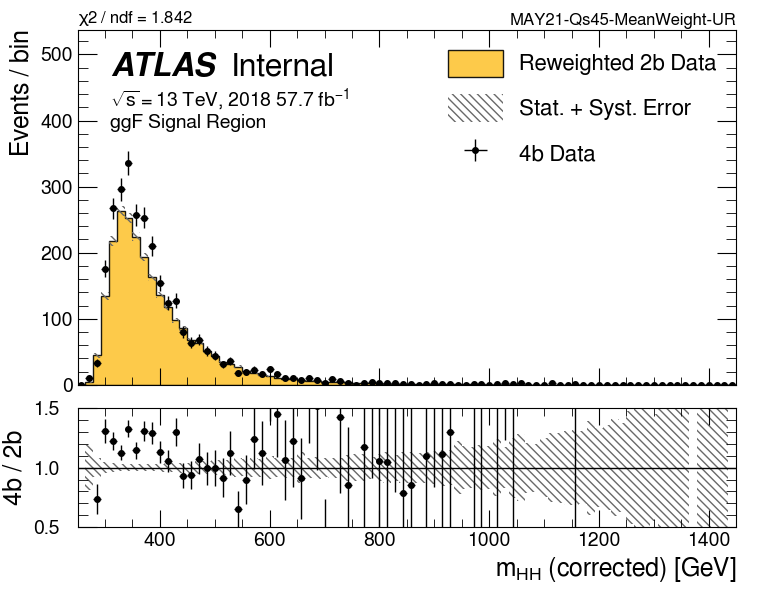 χ2 / ndf = 1.842
MAY21-Qs45-MeanWeight-UR
Events / bin
500
400
300
200
100
0
ATLAS Internal
√s = 13 TeV, 2018 57.7 fb⁻¹
ggF Signal Region
Reweighted 2b Data
Stat. + Syst. Error
4b Data
4b / 2b
1.5
1.0
0.5
400 600 800 1000 1200 1400
mHH (corrected) [GeV]